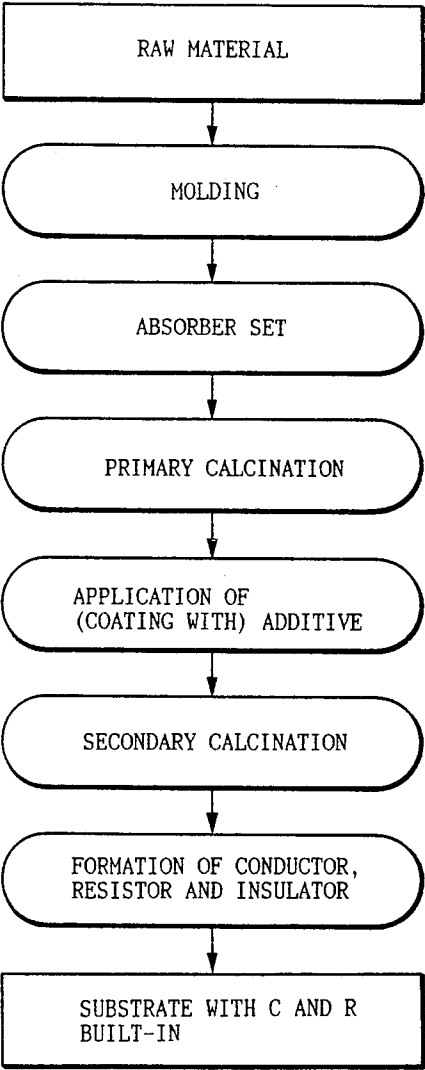 RAW MATERIAL
MOLDING
ABSORBER SET
PRIMARY CALCINATION
APPLICATION OF
(COATING WITH) ADDITIVE
SECONDARY CALCINATION
FORMATION OF CONDUCTOR,
RESISTOR AND INSULATOR
SUBSTRATE WITH C AND R
BUILT-IN